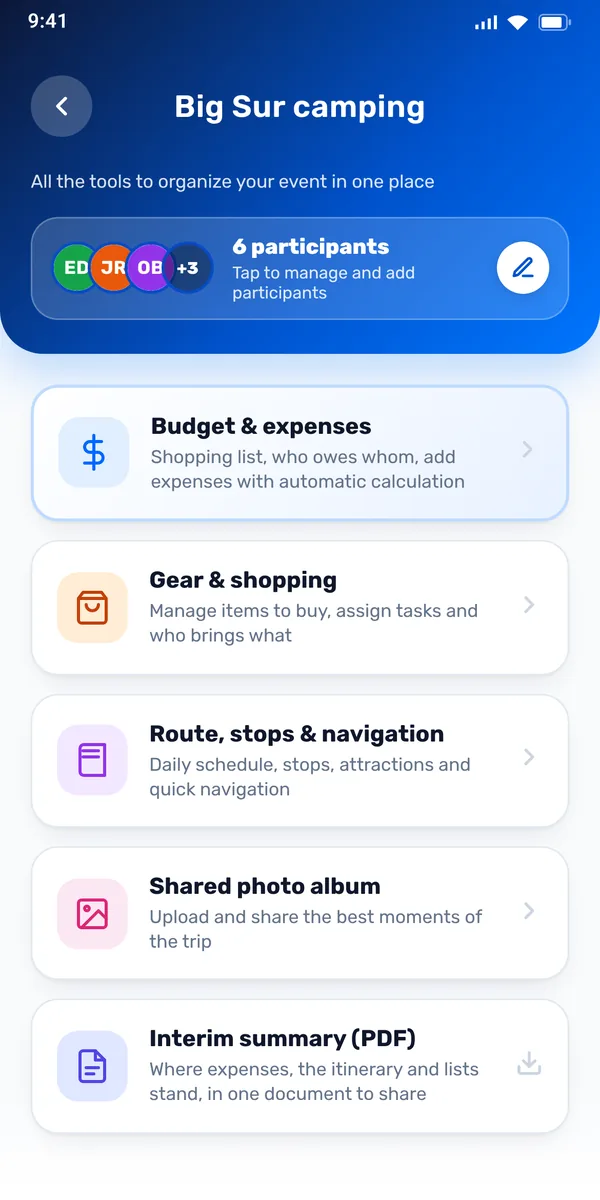 9:41
Big Sur camping
All the tools to organize your event in one place
ED JR OB +3
6 participants
Tap to manage and add
participants
Budget & expenses
Shopping list, who owes whom, add
expenses with automatic calculation
Gear & shopping
Manage items to buy, assign tasks and
who brings what
Route, stops & navigation
Daily schedule, stops, attractions and
quick navigation
Shared photo album
Upload and share the best moments of
the trip
Interim summary (PDF)
Where expenses, the itinerary and lists
stand, in one document to share